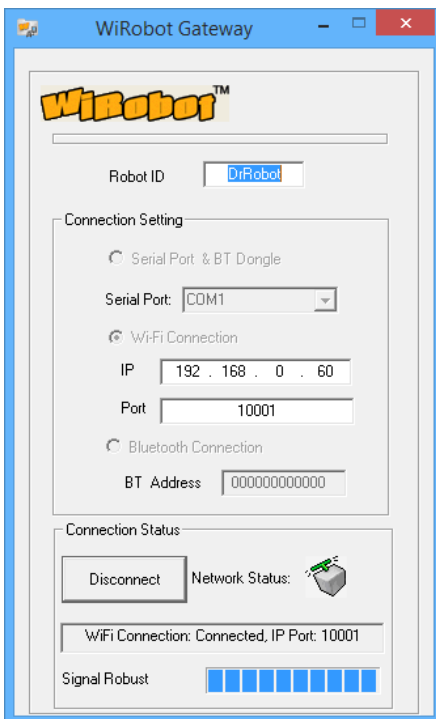 WiRobot Gateway
WiRobot™
Robot ID DrRobot
Connection Setting
Serial Port & BT Dongle
Serial Port: COM1
Wi-Fi Connection
IP 192 . 168 . 0 . 60
Port 10001
Bluetooth Connection
BT Address 000000000000
Connection Status
Disconnect Network Status:
WiFi Connection: Connected, IP Port: 10001
Signal Robust